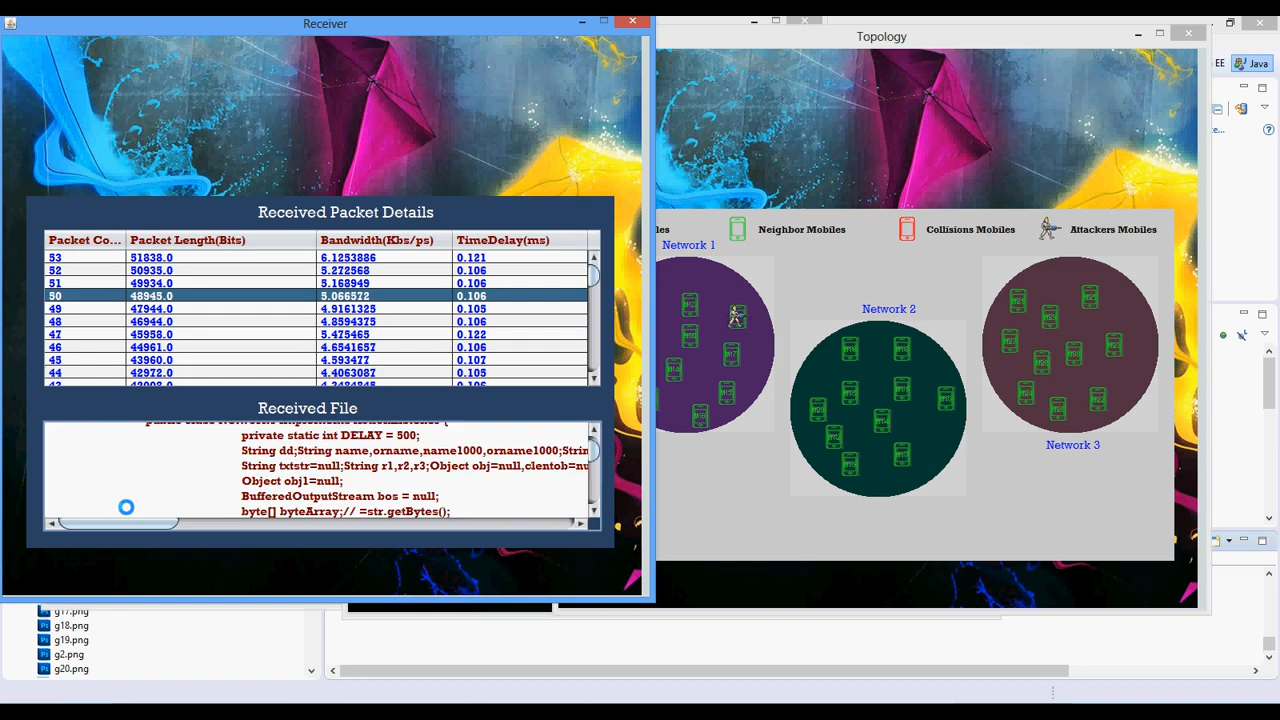 Receiver
Topology
EE
Java
e...
Received Packet Details
Packet Co... Packet Length(Bits) Bandwidth(Kbs/ps) TimeDelay(ms)
53 51838.0 6.1253886 0.121
52 50935.0 5.272568 0.106
51 49934.0 5.168949 0.106
50 48945.0 5.066572 0.106
49 47944.0 4.9161325 0.105
48 46944.0 4.8594375 0.106
47 45958.0 5.475465 0.122
46 44961.0 4.6541657 0.106
45 43960.0 4.593477 0.107
44 42972.0 4.4063087 0.105
Received File
private static int DELAY = 500;
String dd;String name,orname,name1000,orname1000;Strin
String txtstr=null;String r1,r2,r3;Object obj=null,clentob=nu
Object obj1=null;
BufferedOutputStream bos = null;
byte[] byteArray;// =str.getBytes();
iles
Neighbor Mobiles
Collisions Mobiles
Attackers Mobiles
Network 1
Network 2
Network 3
g17.png
g18.png
g19.png
g2.png
g20.png